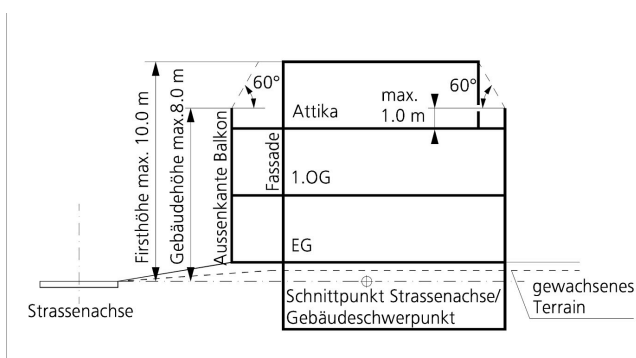 60°
60°
max.
1.0 m
Attika
Firsthöhe max. 10.0 m
Gebäudehöhe max.8.0 m
Aussenkante Balkon
Fassade
1.OG
EG
Schnittpunkt Strassenachse/
Gebäudeschwerpunkt
gewachsenes
Terrain
Strassenachse